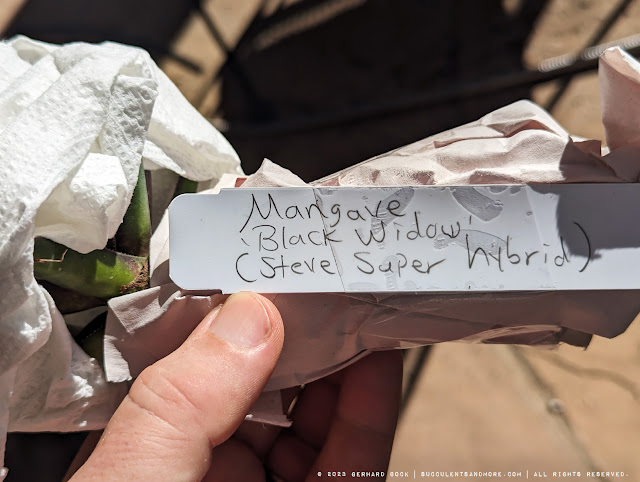 Mangave
'Black Widow'
(Steve Super hybrid)
© 2023 GERHARD BOCK | SUCCULENTSANDMORE.COM | ALL RIGHTS RESERVED.